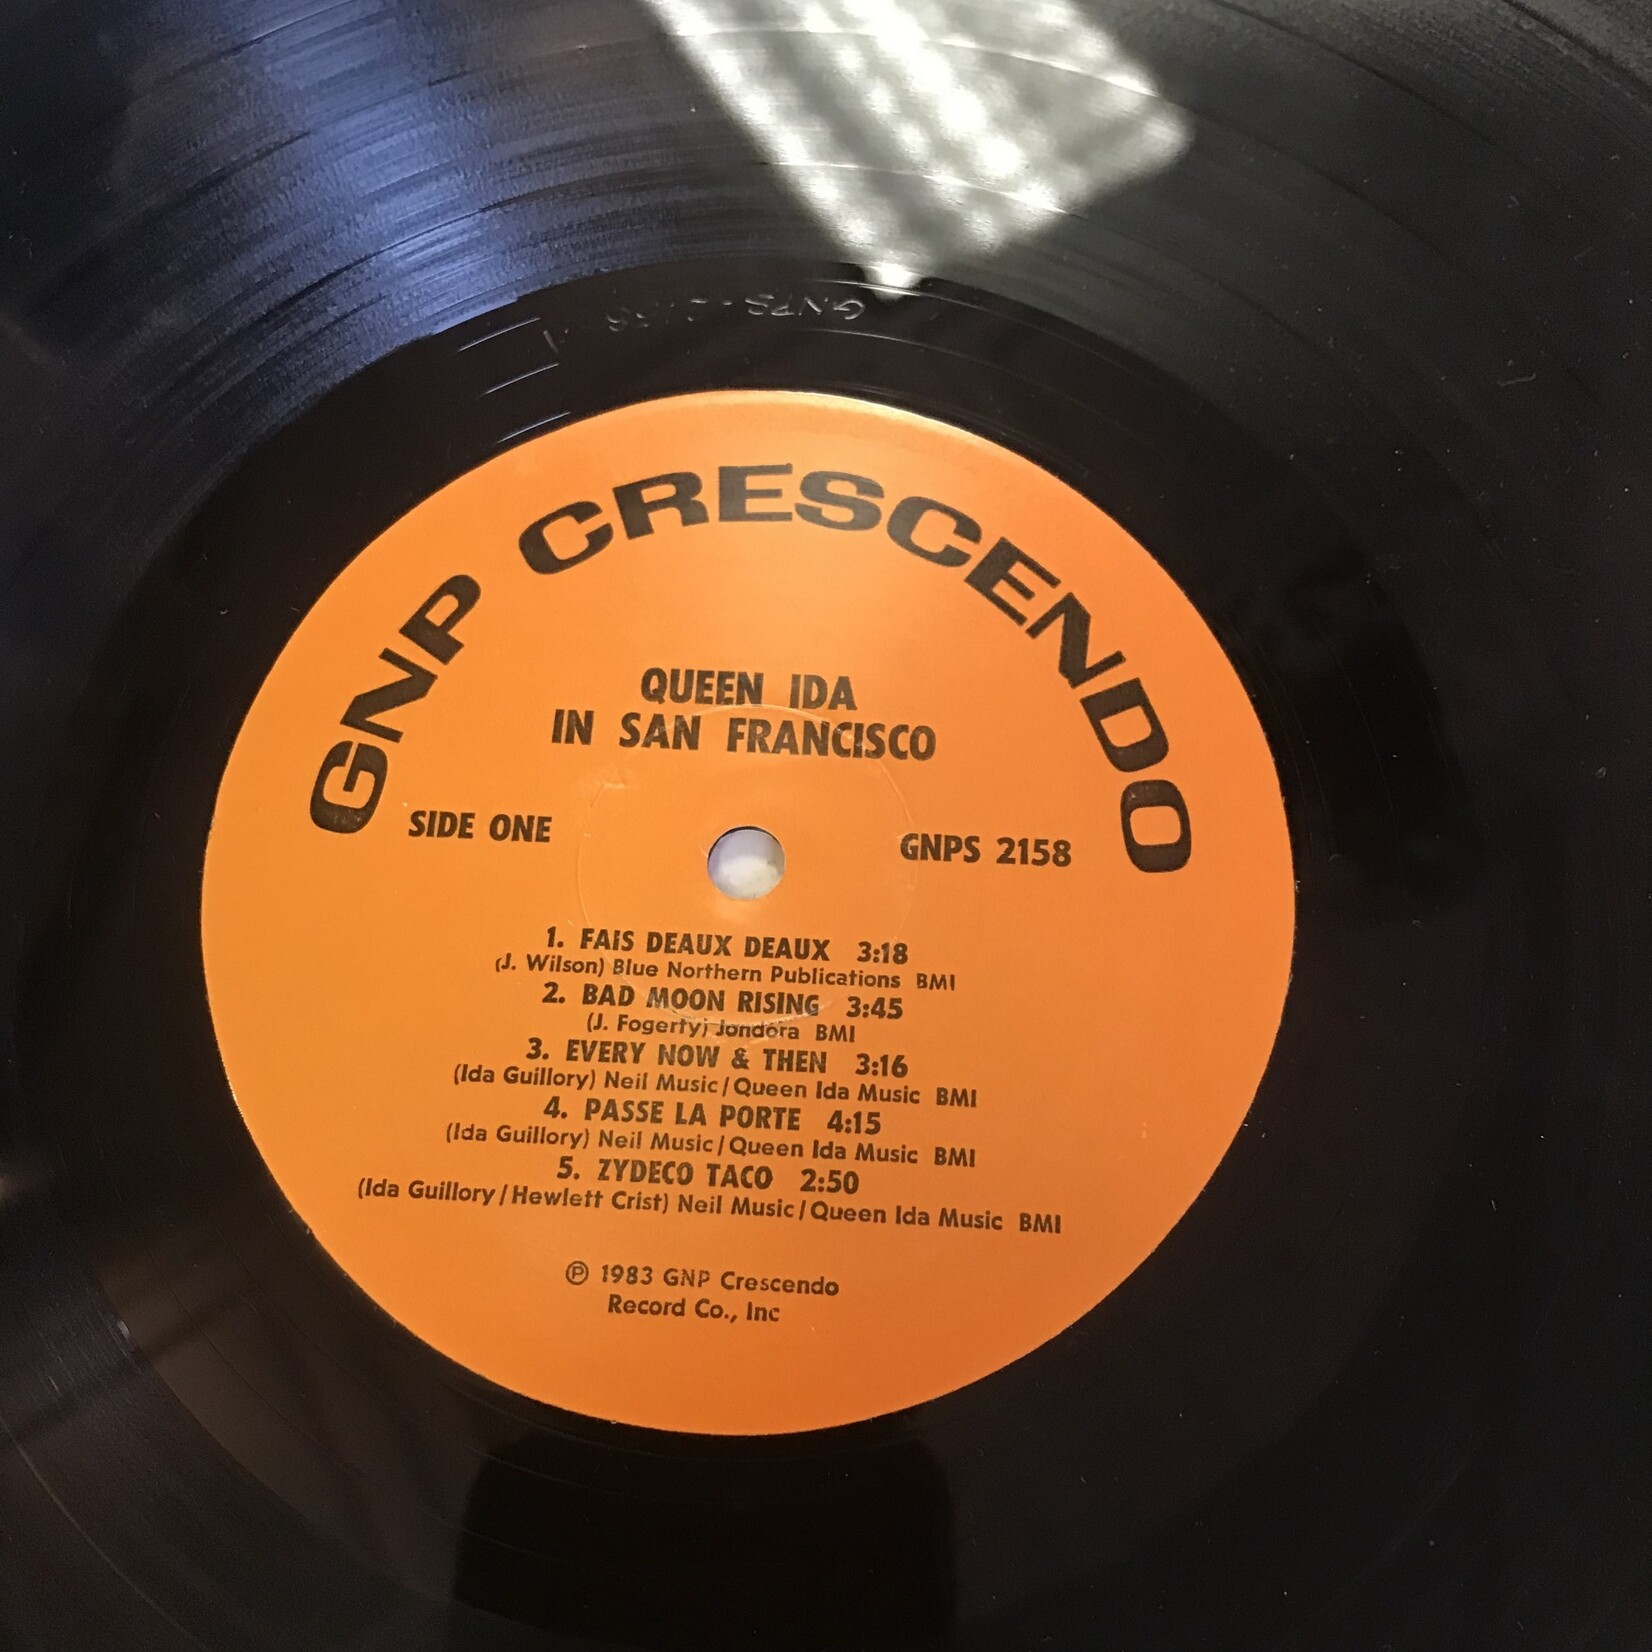 GNP CRESCENDO
QUEEN IDA
IN SAN FRANCISCO
SIDE ONE
GNPS 2158
1. FAIS DEAUX DEAUX 3:18
(J. Wilson) Blue Northern Publications BMI
2. BAD MOON RISING 3:45
(J. Fogerty) Jondora BMI
3. EVERY NOW & THEN 3:16
(Ida Guillory) Neil Music/Queen Ida Music BMI
4. PASSE LA PORTE 4:15
(Ida Guillory) Neil Music/Queen Ida Music BMI
5. ZYDECO TACO 2:50
(Ida Guillory/Hewlett Crist) Neil Music/Queen Ida Music BMI
℗ 1983 GNP Crescendo
Record Co., Inc